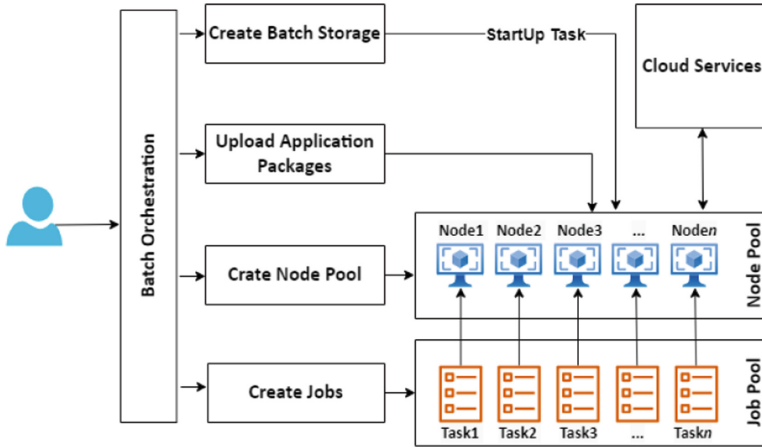 Create Batch Storage
StartUp Task
Cloud Services
Batch Orchestration
Upload Application
Packages
Node1 Node2 Node3 ... Noden
Crate Node Pool
Node Pool
Create Jobs
Job Pool
Task1 Task2 Task3 ... Taskn